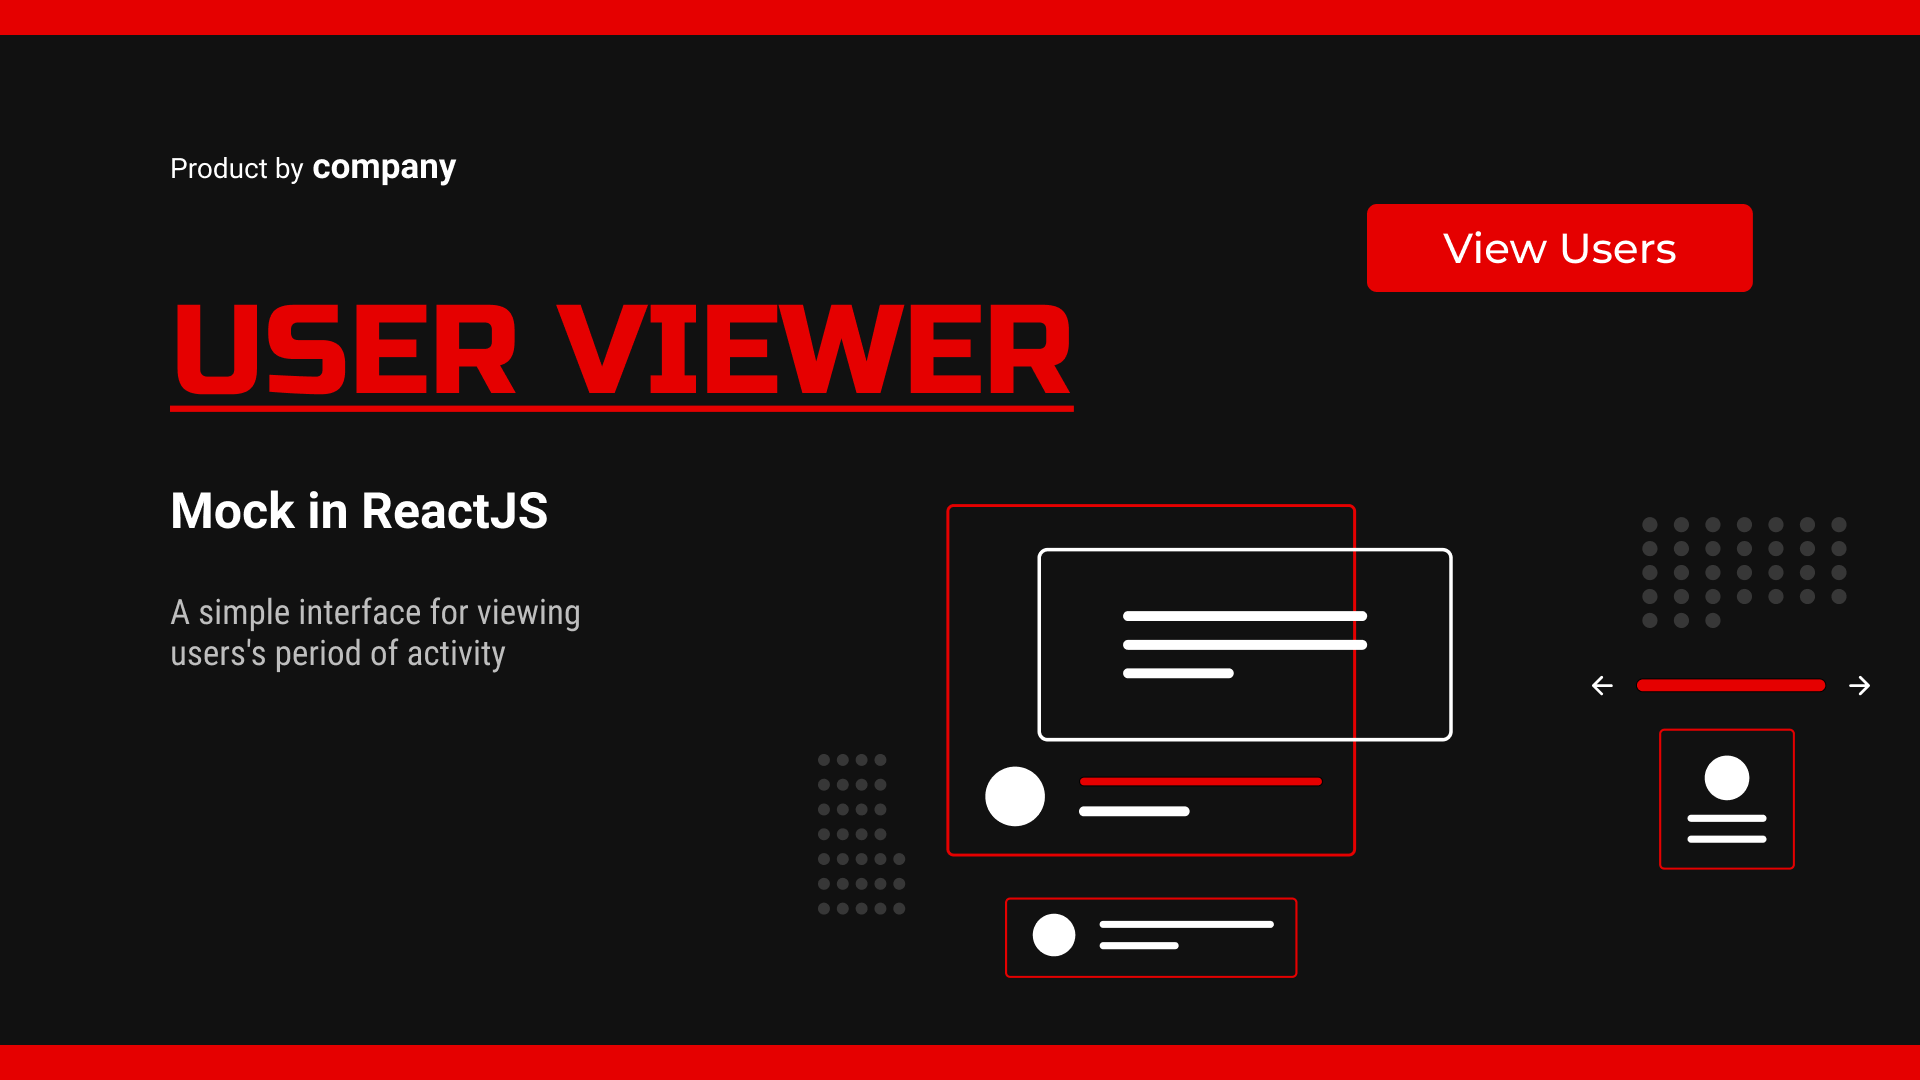 Product by company
View Users
USER VIEWER
Mock in ReactJS
A simple interface for viewing
users's period of activity